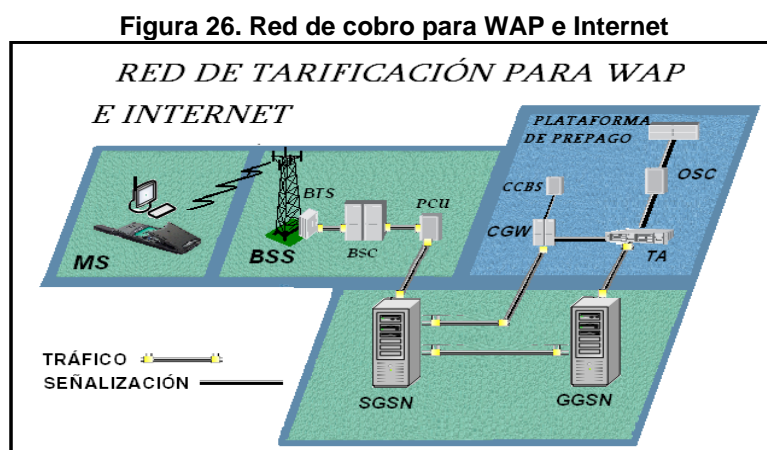 Figura 26. Red de cobro para WAP e Internet
RED DE TARIFICACIÓN PARA WAP
E INTERNET
PLATAFORMA
DE PREPAGO
OSC
CCBS
CGW
TA
BTS
PCU
BSC
BSS
MS
TRÁFICO
SEÑALIZACIÓN
SGSN
GGSN